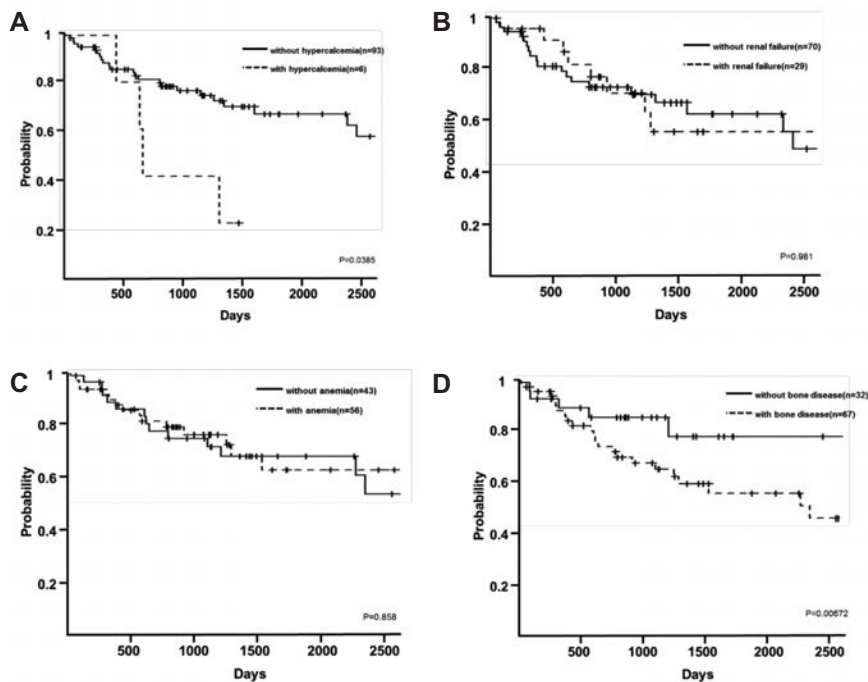 A
1
0.8
0.6
0.4
0.2
Probability
without hypercalcemia(n=93)
with hypercalcemia(n=6)
P=0.0385
500 1000 1500 2000 2500
Days
B
1
0.8
0.6
0.4
0.2
Probability
without renal failure(n=70)
with renal failure(n=29)
P=0.981
500 1000 1500 2000 2500
Days
C
1
0.8
0.6
0.4
0.2
Probability
without anemia(n=43)
with anemia(n=56)
P=0.858
500 1000 1500 2000 2500
Days
D
1
0.8
0.6
0.4
0.2
Probability
without bone disease(n=32)
with bone disease(n=67)
P=0.00672
500 1000 1500 2000 2500
Days